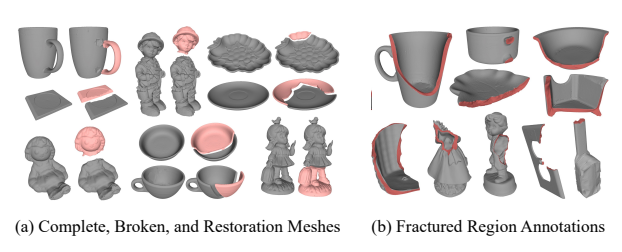 (a) Complete, Broken, and Restoration Meshes
(b) Fractured Region Annotations